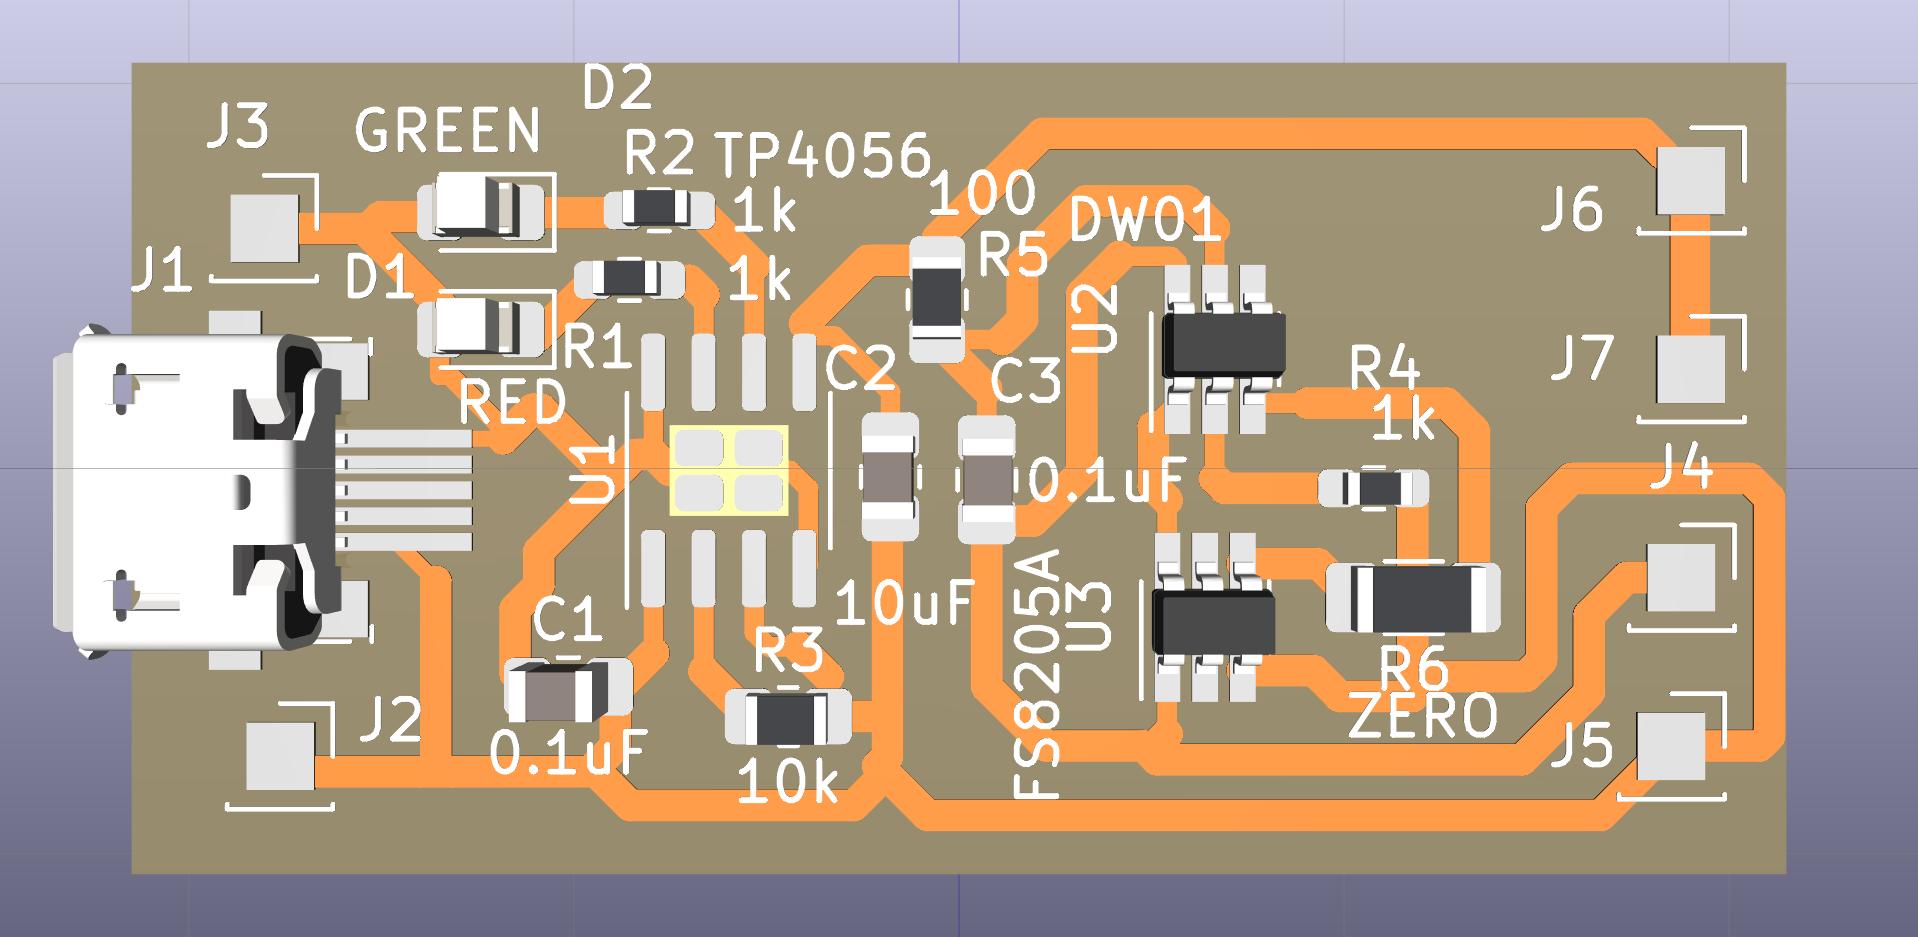 D2
J3
GREEN
R2
TP4056
1k
100
DW01
J6
J1
D1
1k
R5
U2
R1
RED
C2
C3
R4
1k
J7
U1
0.1uF
J4
C1
R3
10uF
FS8205A
U3
R6
ZERO
J2
0.1uF
10k
J5